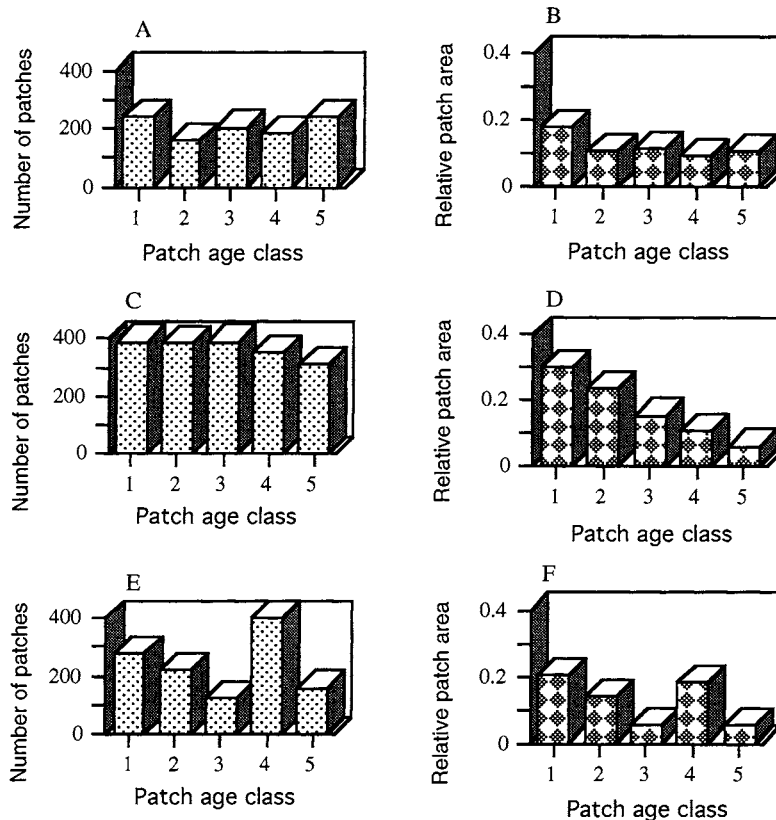 A
Number of patches
400
200
0
1 2 3 4 5
Patch age class
B
Relative patch area
0.4
0.2
0
1 2 3 4 5
Patch age class
C
Number of patches
400
200
0
1 2 3 4 5
Patch age class
D
Relative patch area
0.4
0.2
0
1 2 3 4 5
Patch age class
E
Number of patches
400
200
0
1 2 3 4 5
Patch age class
F
Relative patch area
0.4
0.2
0
1 2 3 4 5
Patch age class